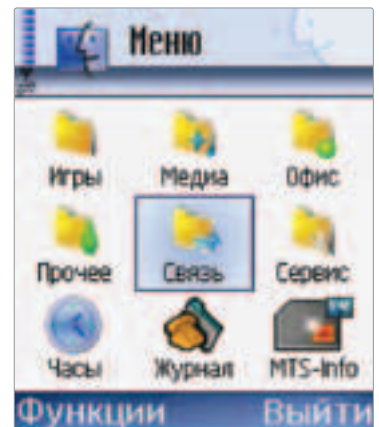 Меню
Игры Медиа Офис
Прочее Связь Сервис
Часы Журнал MTS-Info
Функции Выйти